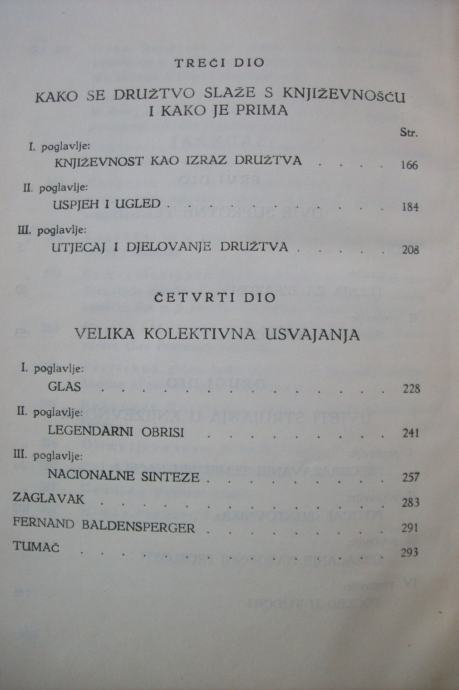 TREĆI DIO
KAKO SE DRUŽTVO SLAŽE S KNJIŽEVNOŠĆU
I KAKO JE PRIMA
Str.
I. poglavlje:
KNJIŽEVNOST KAO IZRAZ DRUŽTVA . . . . 166
II. poglavlje:
USPJEH I UGLED . . . . . . . . . . . 184
III. poglavlje:
UTJECAJ I DJELOVANJE DRUŽTVA . . . . . 208
ČETVRTI DIO
VELIKA KOLEKTIVNA USVAJANJA
I. poglavlje:
GLAS . . . . . . . . . . . . 228
II. poglavlje:
LEGENDARNI OBRISI . . . . . . . . 241
III. poglavlje:
NACIONALNE SINTEZE . . . . . . . . 257
ZAGLAVAK . . . . . . . . . . . . 283
FERNAND BALDENSPERGER . . . . . . . . 291
TUMAČ . . . . . . . . . . . . . 293